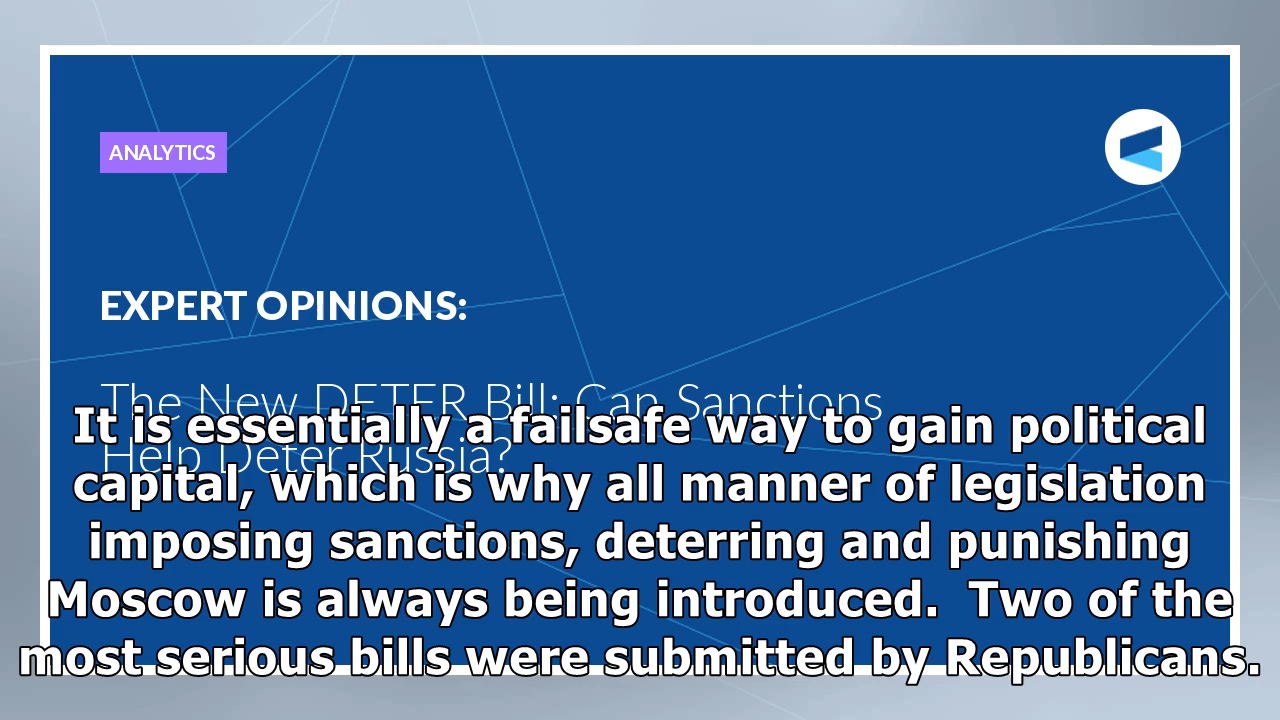 ANALYTICS
EXPERT OPINIONS:
The New DETER Bill: Can Sanctions
Help Deter Russia?
It is essentially a failsafe way to gain political
capital, which is why all manner of legislation
imposing sanctions, deterring and punishing
Moscow is always being introduced.  Two of the
most serious bills were submitted by Republicans.